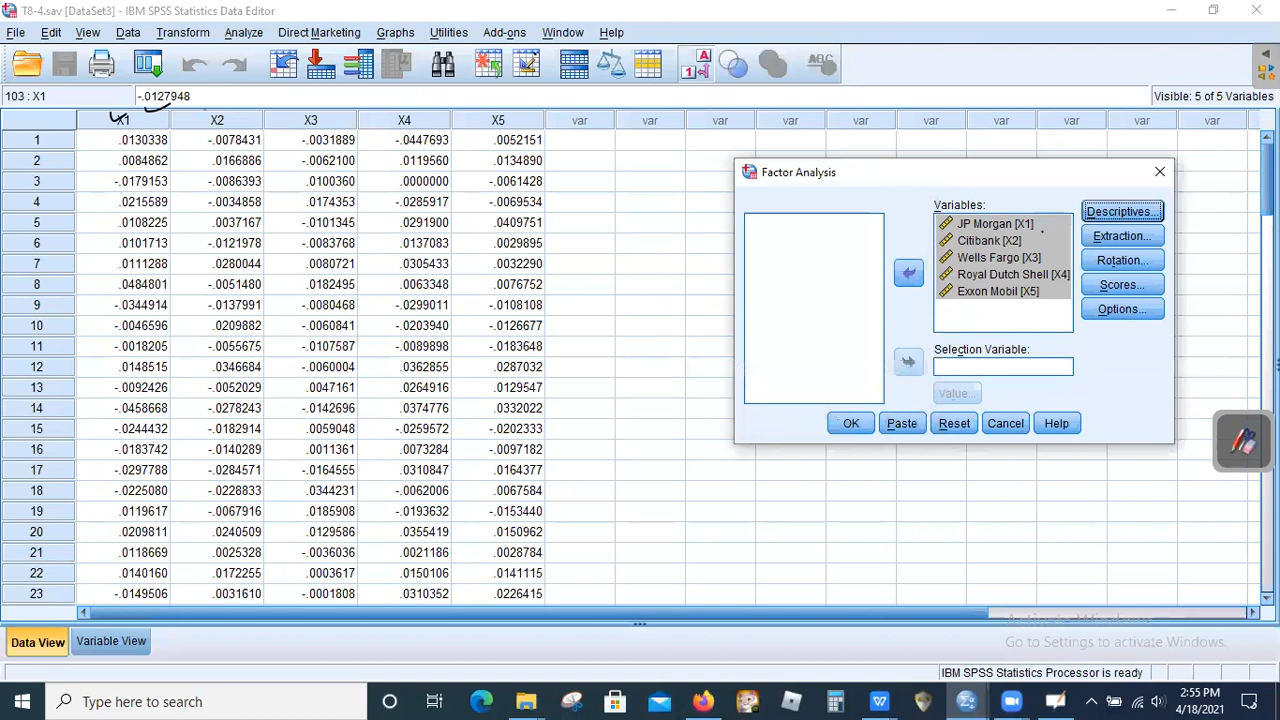 T8-4.sav [DataSet3] - IBM SPSS Statistics Data Editor
File Edit View Data Transform Analyze Direct Marketing Graphs Utilities Add-ons Window Help
103 : X1 -.0127948 Visible: 5 of 5 Variables
X1 X2 X3 X4 X5 var var var var var var var var var var
1 .0130338 -.0078431 -.0031889 -.0447693 .0052151
2 .0084862 .0166886 -.0062100 .0119560 .0134890
3 -.0179153 -.0086393 .0100360 .0000000 -.0061428
4 .0215589 -.0034858 .0174353 -.0285917 -.0069534
5 .0108225 .0037167 -.0101345 .0291900 .0409751
6 .0101713 -.0121978 -.0083768 .0137083 .0029895
7 .0111288 .0280044 .0080721 .0305433 .0032290
8 .0484801 -.0051480 .0182495 .0063348 .0076752
9 -.0344914 -.0137991 -.0080468 -.0299011 -.0108108
10 -.0046596 .0209882 -.0060841 -.0203940 -.0126677
11 -.0018205 -.0055675 -.0107587 -.0089898 -.0183648
12 .0148515 .0346684 -.0060004 .0362855 .0287032
13 -.0092426 -.0052029 .0047161 .0264916 .0129547
14 -.0458668 -.0278243 -.0142696 .0374776 .0332022
15 -.0244432 -.0182914 .0059048 -.0259572 -.0202333
16 -.0183742 -.0140289 .0011361 .0073284 -.0097182
17 -.0297788 -.0284571 -.0164555 .0310847 .0164377
18 -.0225080 -.0228833 .0344231 -.0062006 .0067584
19 .0119617 -.0067916 .0185908 -.0193632 -.0153440
20 .0209811 .0240509 .0129586 .0355419 .0150962
21 .0118669 .0025328 -.0036036 .0021186 .0028784
22 .0140160 .0172255 .0003617 .0150106 .0141115
23 -.0149506 .0031610 -.0001808 .0310352 .0226415
Factor Analysis
Variables:
JP Morgan [X1]
Citibank [X2]
Wells Fargo [X3]
Royal Dutch Shell [X4]
Exxon Mobil [X5]
Descriptives...
Extraction...
Rotation...
Scores...
Options...
Selection Variable:
Value...
OK Paste Reset Cancel Help
Activate Windows
Go to Settings to activate Windows.
Data View Variable View
IBM SPSS Statistics Processor is ready
Type here to search
2:55 PM
4/18/2021